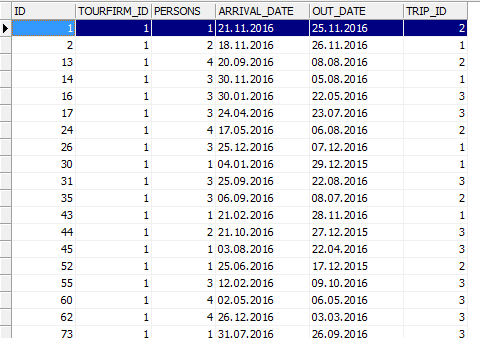 ID TOURFIRM_ID PERSONS ARRIVAL_DATE OUT_DATE TRIP_ID
1 1 1 21.11.2016 25.11.2016 2
2 1 2 18.11.2016 26.11.2016 1
13 1 4 20.09.2016 08.08.2016 2
14 1 3 30.11.2016 05.08.2016 1
16 1 3 30.01.2016 22.05.2016 3
17 1 3 24.04.2016 23.07.2016 3
24 1 4 17.05.2016 06.08.2016 2
26 1 3 25.12.2016 07.12.2016 1
30 1 1 04.01.2016 29.12.2015 1
31 1 3 25.09.2016 22.08.2016 3
35 1 3 06.09.2016 08.07.2016 2
43 1 1 21.02.2016 28.11.2016 1
44 1 2 21.10.2016 27.12.2015 3
45 1 1 03.08.2016 22.04.2016 3
52 1 1 25.06.2016 17.12.2015 2
55 1 3 12.02.2016 09.10.2016 3
60 1 4 02.05.2016 06.05.2016 3
62 1 4 26.12.2016 03.03.2016 3
73 1 1 31.07.2016 26.09.2016 3